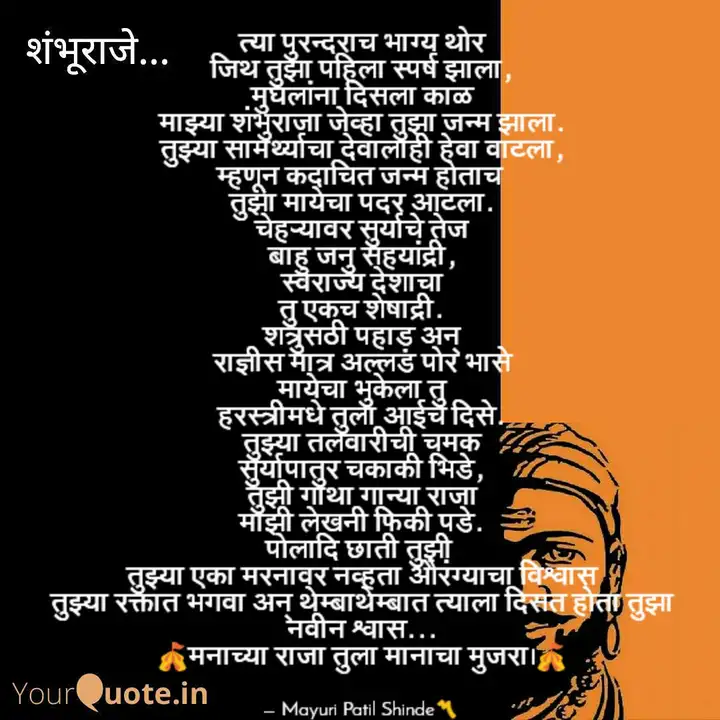 शंभूराजे...
त्या पुरन्दराच भाग्य थोर
जिथ तुझा पहिला स्पर्ष झाला,
मुघलांना दिसला काळ
माझ्या शंभुराजा जेव्हा तुझा जन्म झाला.
तुझ्या सामर्थ्याचा देवालाही हेवा वाटला,
म्हणून कदाचित जन्म होताच
तुझा मायेचा पदर आटला.
चेहऱ्यावर सुर्याचे तेज
बाहु जनु सहयांद्री,
स्वराज्य देशाचा
तु एकच शेषाद्री.
शत्रुसठी पहाड अन्
राज्ञीस मात्र अल्लड पोर भासे
मायेचा भुकेला तु
हरस्त्रीमधे तुला आईच दिसे.
तुझ्या तलवारीची चमक
सुर्यापातुर चकाकी भिडे,
तुझी गाथा गान्या राजा
माझी लेखनी फिकी पडे.
पोलादि छाती तुझी
तुझ्या एका मरनावर नव्हता औरंग्याचा विश्वास
तुझ्या रक्तात भगवा अन् थेम्बाथेम्बात त्याला दिसत होता तुझा
नवीन श्वास...
🎪मनाच्या राजा तुला मानाचा मुजरा।🎪
YourQuote.in
– Mayuri Patil Shinde〽️